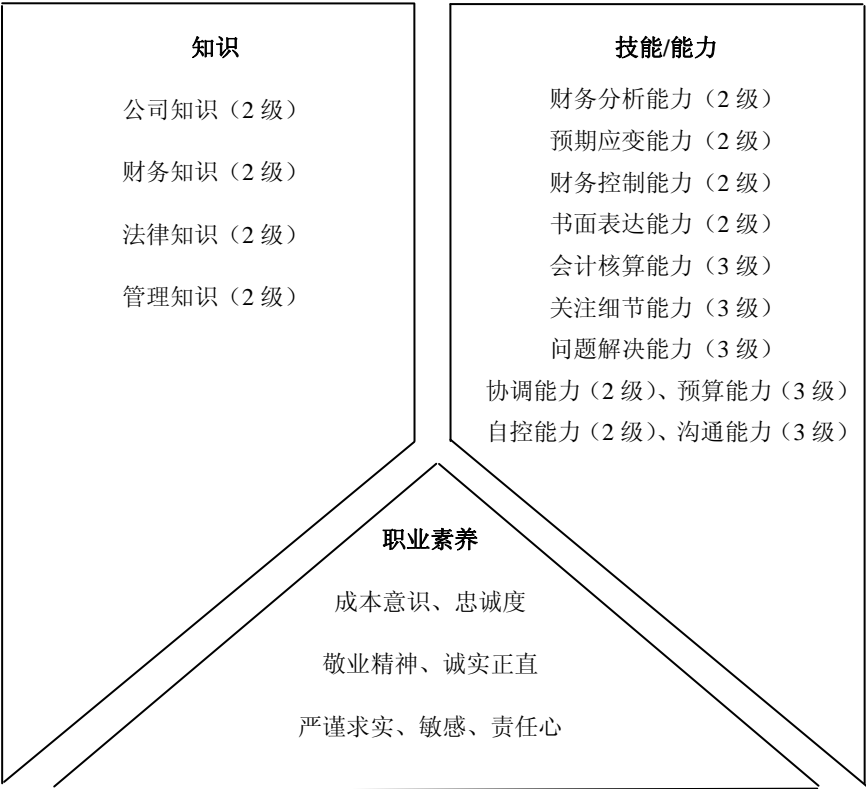 知识
公司知识（2 级）
财务知识（2 级）
法律知识（2 级）
管理知识（2 级）
技能/能力
财务分析能力（2 级）
预期应变能力（2 级）
财务控制能力（2 级）
书面表达能力（2 级）
会计核算能力（3 级）
关注细节能力（3 级）
问题解决能力（3 级）
协调能力（2 级）、预算能力（3 级）
自控能力（2 级）、沟通能力（3 级）
职业素养
成本意识、忠诚度
敬业精神、诚实正直
严谨求实、敏感、责任心